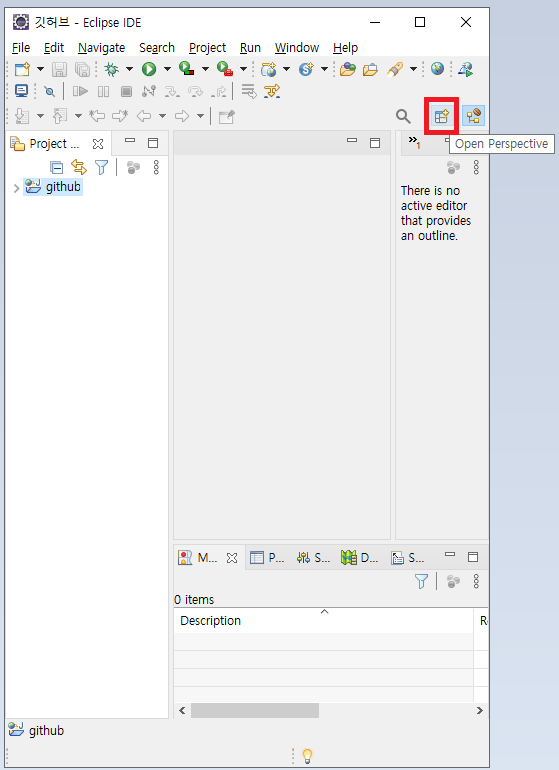 깃허브 - Eclipse IDE
File Edit Navigate Search Project Run Window Help
Open Perspective
Project ...
»1
github
There is no
active editor
that provides
an outline.
M...
P...
S...
D...
S...
0 items
Description
github